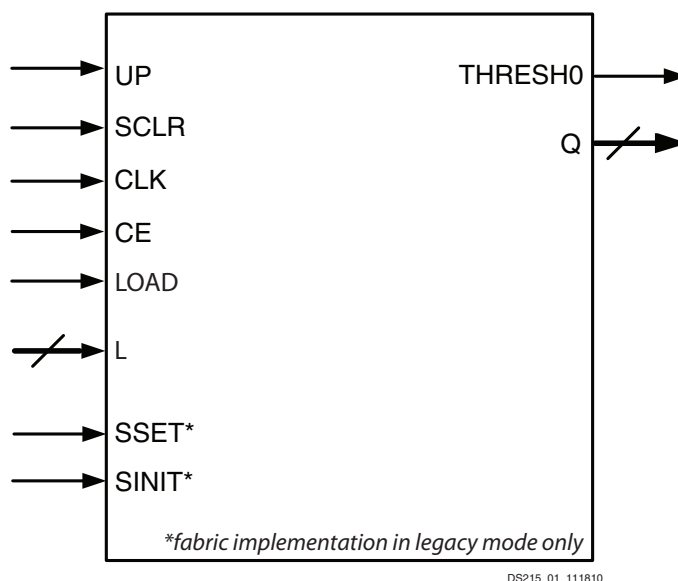 UP
THRESH0
SCLR
Q
CLK
CE
LOAD
L
SSET*
SINIT*
*fabric implementation in legacy mode only
DS215_01_111810